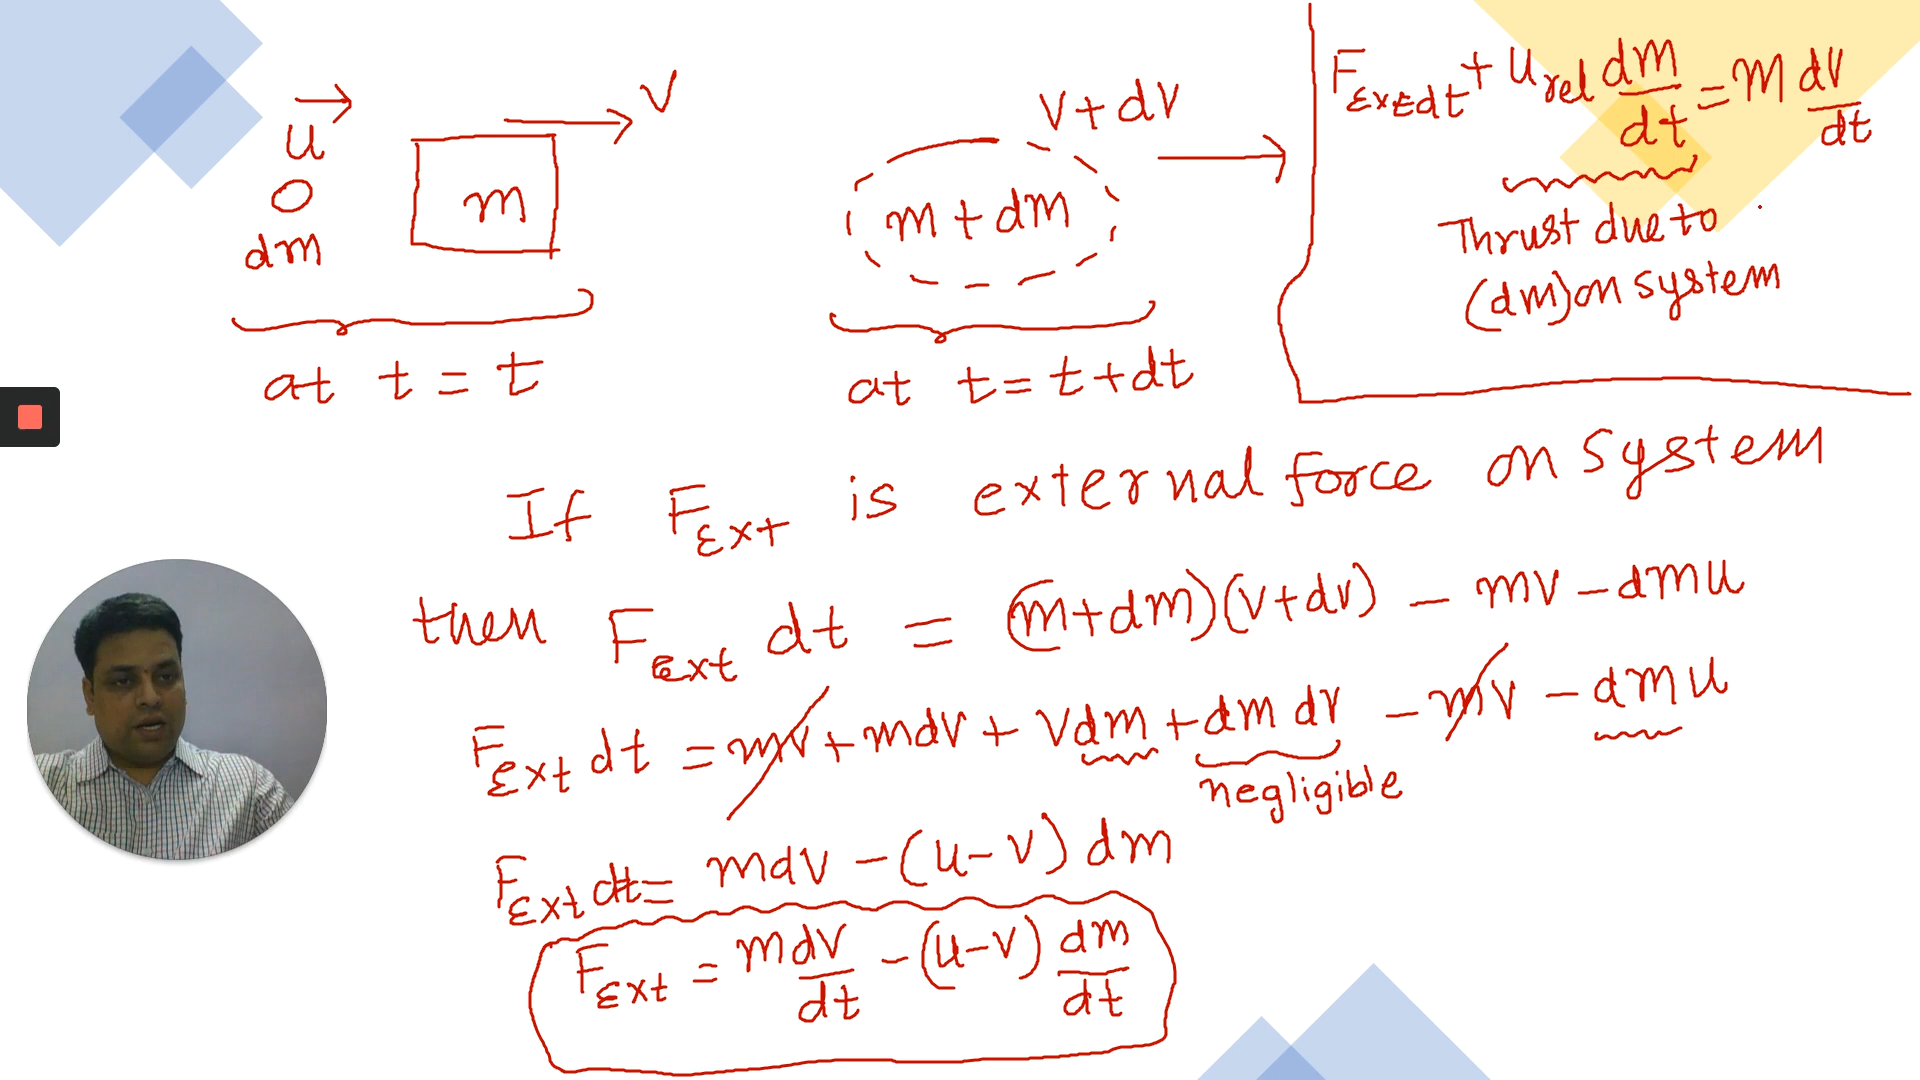 u⃗
O
dm
m
→ v
at t = t
m + dm
v + dv
→
at t = t + dt
F_Extdt + u_rel dm/dt = m dv/dt
Thrust due to
(dm) on system
If F_Ext is external force on system
then F_ext dt = (m+dm)(v+dv) - mv - dmu
F_Ext dt = mv + mdv + vdm + dm dv - mv - dmu
negligible
F_Ext dt = mdv - (u-v) dm
F_Ext = mdv/dt - (u-v) dm/dt